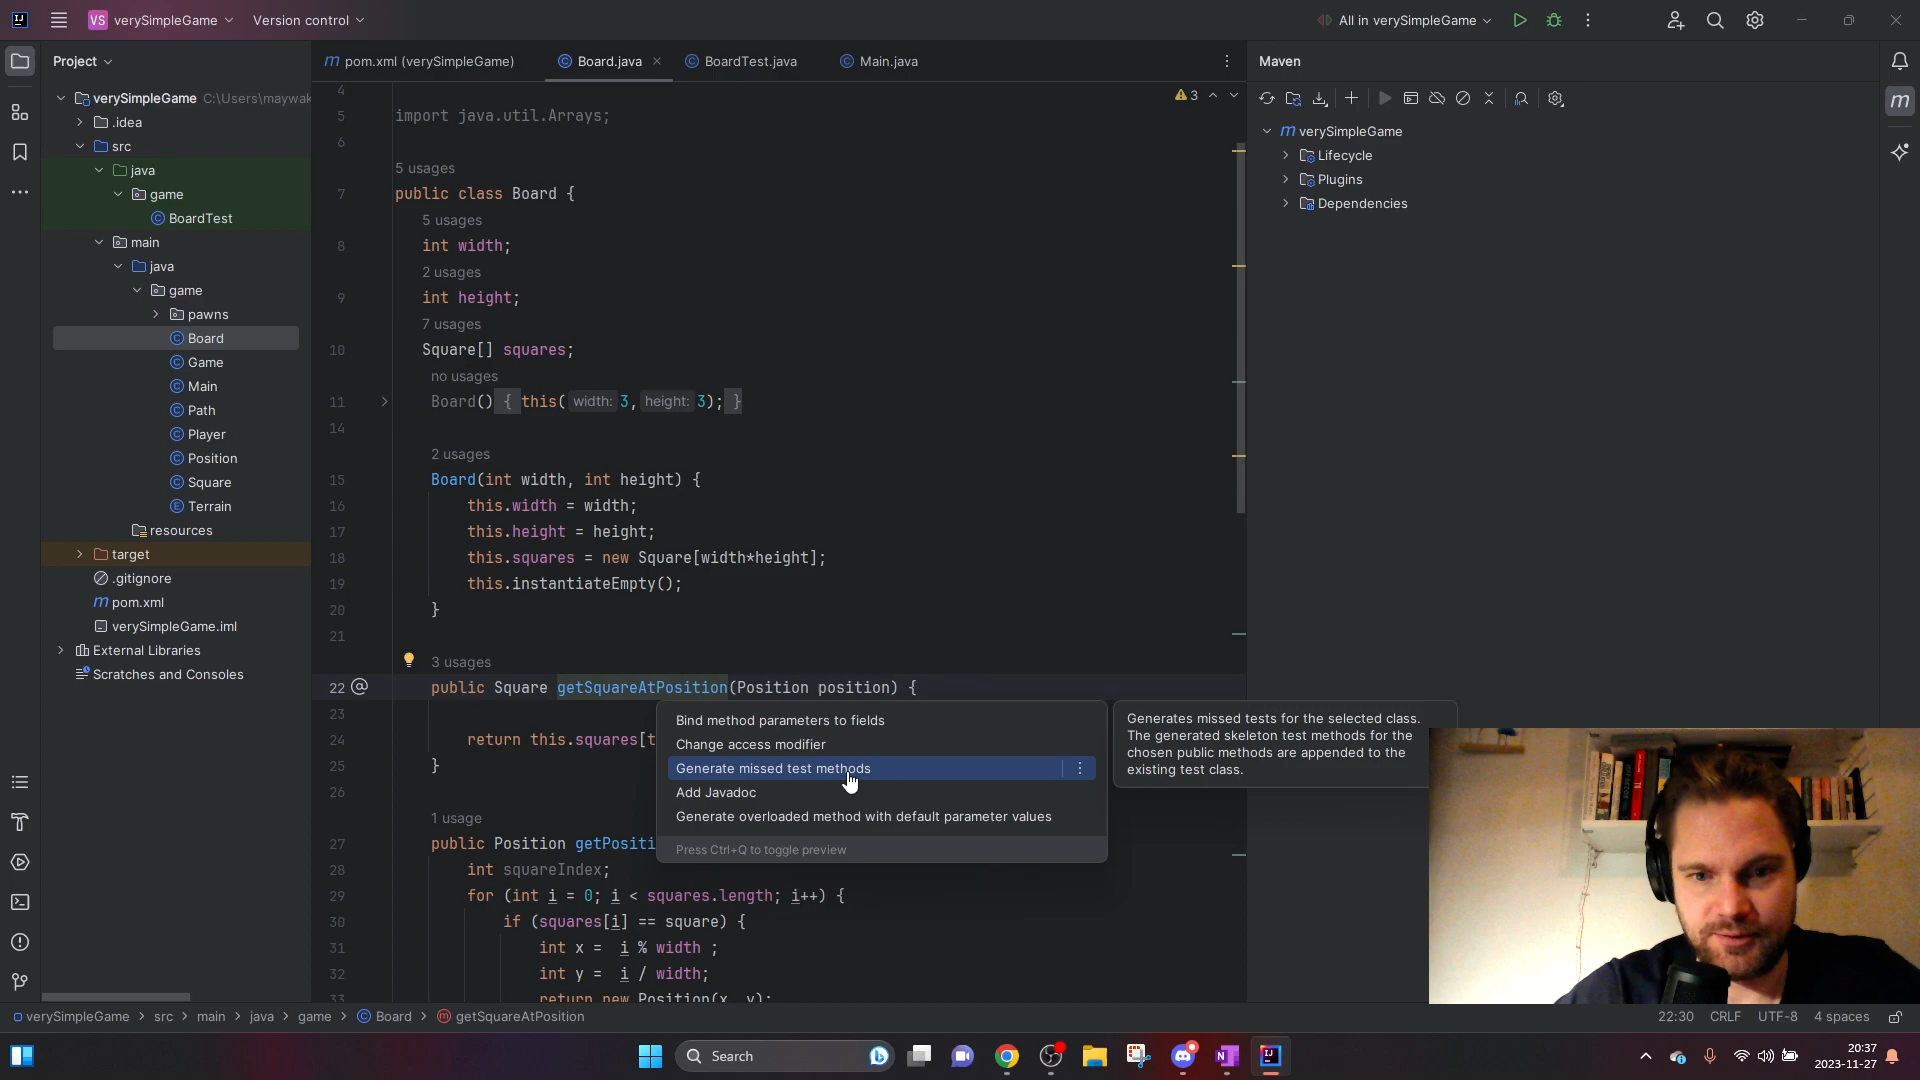 VS verySimpleGame Version control All in verySimpleGame
Project
verySimpleGame C:\Users\maywak
.idea
src
java
game
BoardTest
main
java
game
pawns
Board
Game
Main
Path
Player
Position
Square
Terrain
resources
target
.gitignore
pom.xml
verySimpleGame.iml
External Libraries
Scratches and Consoles
m pom.xml (verySimpleGame) Board.java BoardTest.java Main.java
3
4
5 import java.util.Arrays;
6
5 usages
7 public class Board {
5 usages
8 int width;
2 usages
9 int height;
7 usages
10 Square[] squares;
no usages
11 Board() { this( width: 3, height: 3); }
14
2 usages
15 Board(int width, int height) {
16 this.width = width;
17 this.height = height;
18 this.squares = new Square[width*height];
19 this.instantiateEmpty();
20 }
21
3 usages
22 public Square getSquareAtPosition(Position position) {
23
24 return this.squares[t
25 }
26
1 usage
27 public Position getPositi
28 int squareIndex;
29 for (int i = 0; i < squares.length; i++) {
30 if (squares[i] == square) {
31 int x = i % width ;
32 int y = i / width;
33 return new Position(x, y);
Bind method parameters to fields
Change access modifier
Generate missed test methods
Add Javadoc
Generate overloaded method with default parameter values
Press Ctrl+Q to toggle preview
Generates missed tests for the selected class.
The generated skeleton test methods for the
chosen public methods are appended to the
existing test class.
Maven
m verySimpleGame
Lifecycle
Plugins
Dependencies
verySimpleGame > src > main > java > game > Board > getSquareAtPosition
22:30 CRLF UTF-8 4 spaces
Search
20:37
2023-11-27